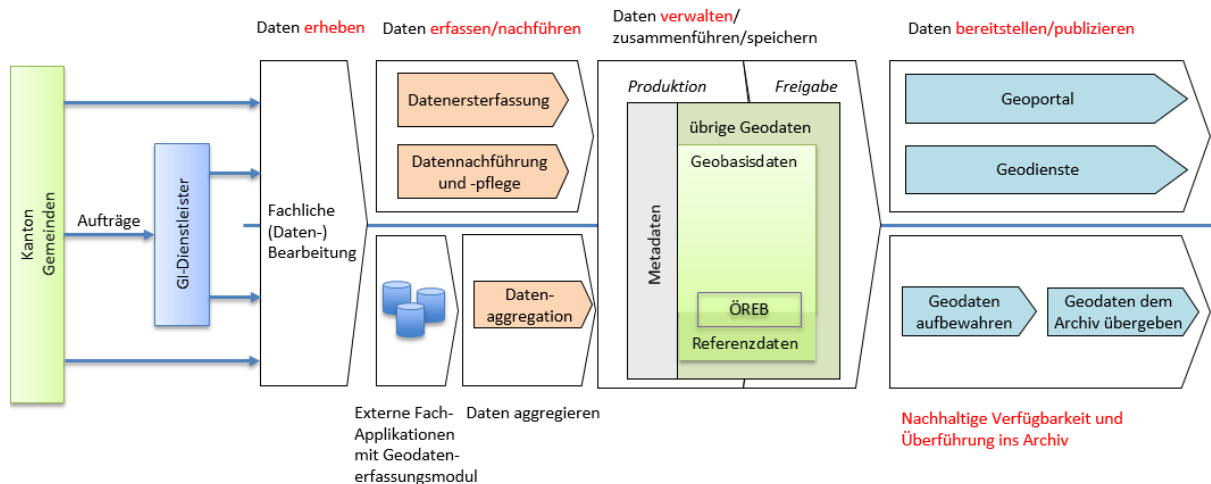 Daten erheben
Daten erfassen/nachführen
Daten verwalten/
zusammenführen/speichern
Daten bereitstellen/publizieren
Kanton
Gemeinden
Aufträge
GI-Dienstleister
Fachliche
(Daten-)
Bearbeitung
Datenersterfassung
Datennachführung
und -pflege
Daten-
aggregation
Externe Fach-
Applikationen
mit Geodaten-
erfassungsmodul
Daten aggregieren
Produktion
Freigabe
Metadaten
übrige Geodaten
Geobasisdaten
ÖREB
Referenzdaten
Geoportal
Geodienste
Geodaten
aufbewahren
Geodaten dem
Archiv übergeben
Nachhaltige Verfügbarkeit und
Überführung ins Archiv